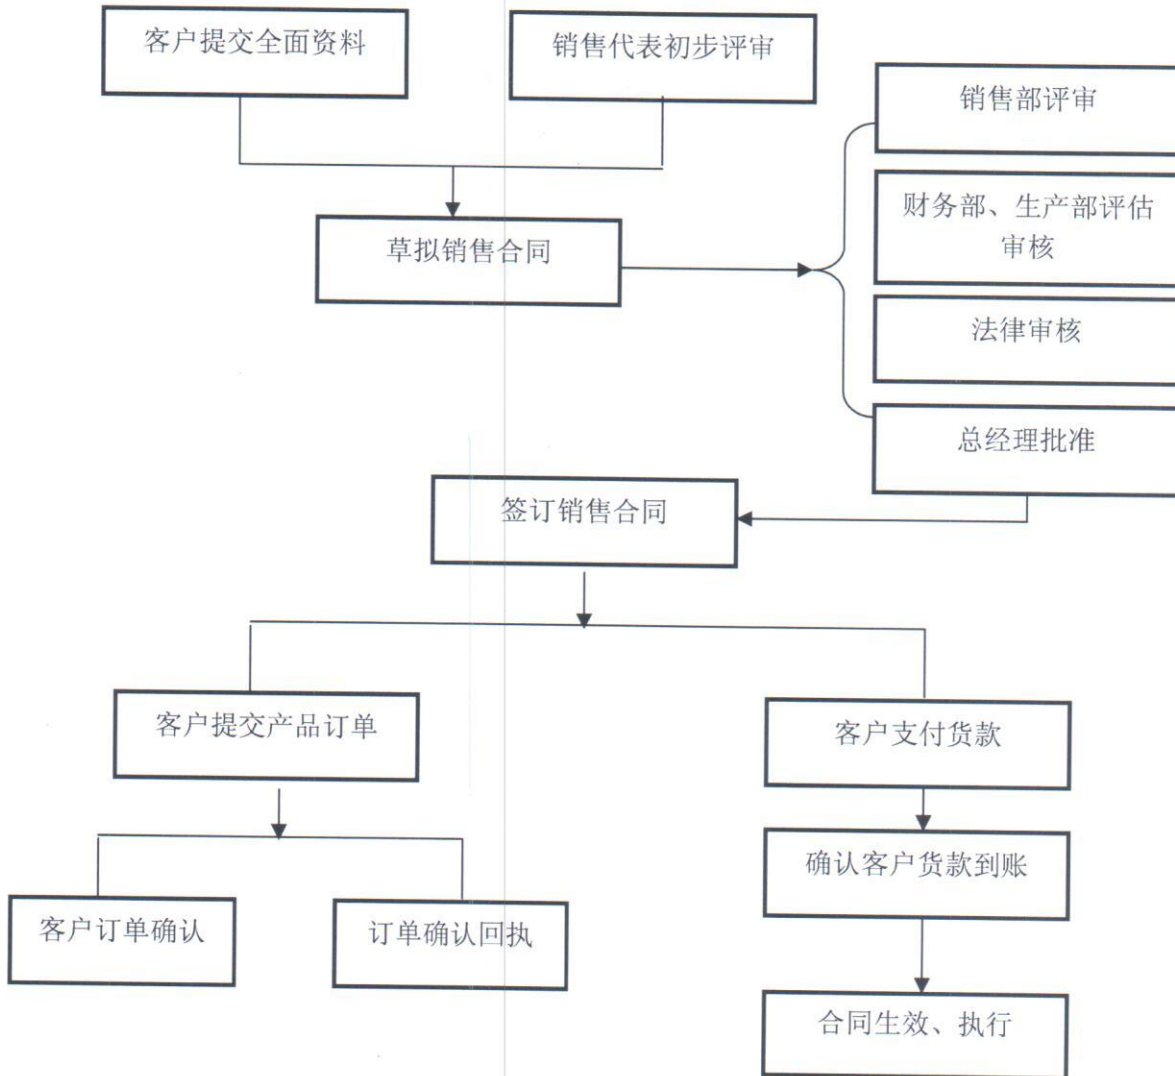 客户提交全面资料
销售代表初步评审
销售部评审
财务部、生产部评估
审核
草拟销售合同
法律审核
总经理批准
签订销售合同
客户提交产品订单
客户支付货款
确认客户货款到账
客户订单确认
订单确认回执
合同生效、执行